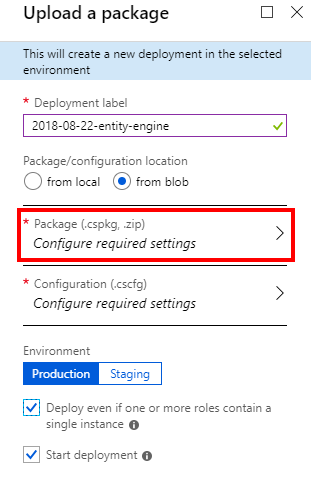 Upload a package
This will create a new deployment in the selected
environment
* Deployment label
2018-08-22-entity-engine
Package/configuration location
from local from blob
* Package (.cspkg, .zip)
Configure required settings
* Configuration (.cscfg)
Configure required settings
Environment
Production Staging
Deploy even if one or more roles contain a
single instance
Start deployment